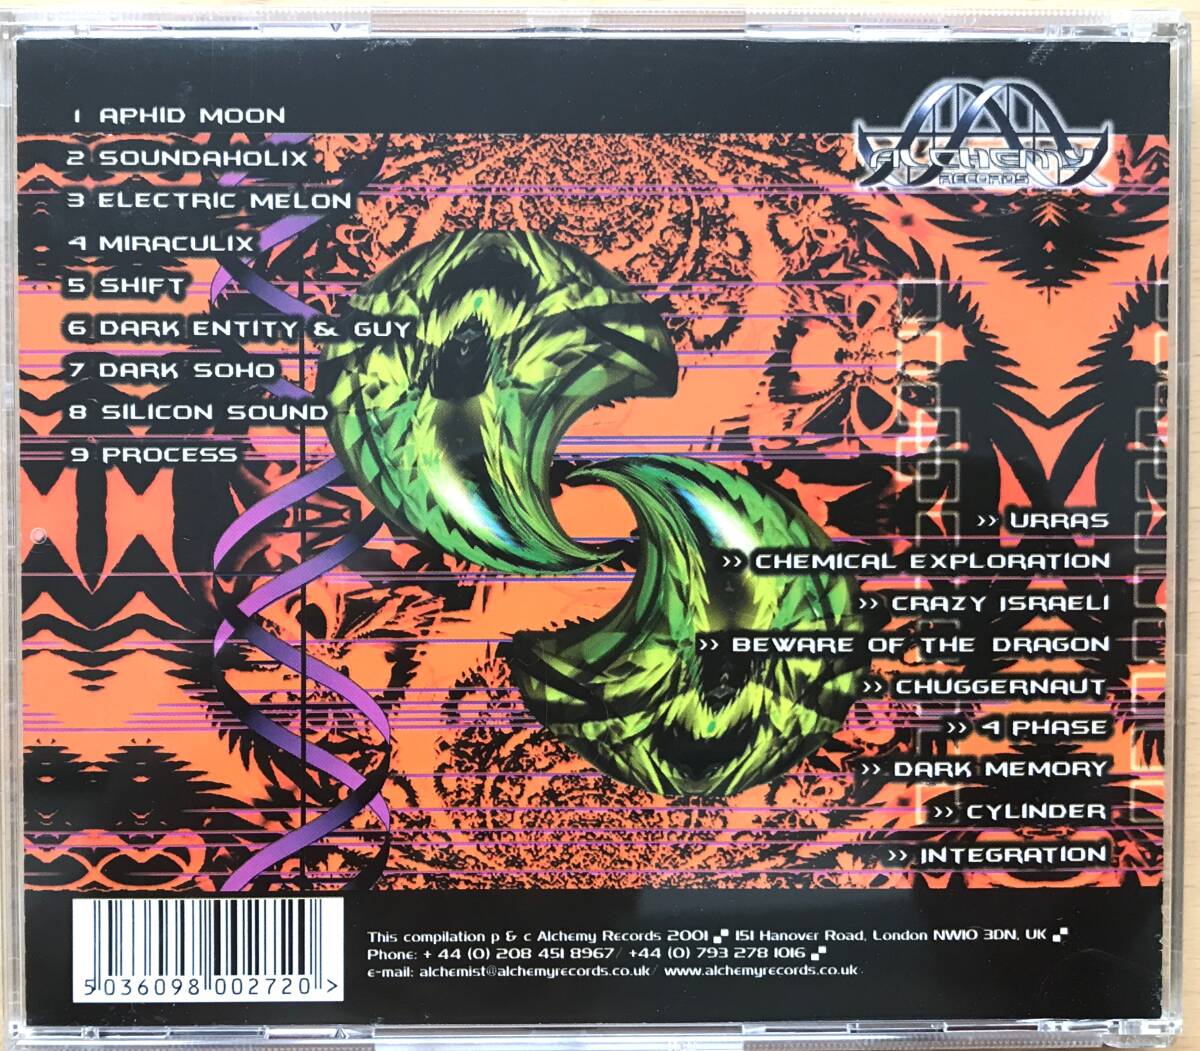 1 APHID MOON
2 SOUNDAHOLIX
3 ELECTRIC MELON
4 MIRACULIX
5 SHIFT
6 DARK ENTITY & GUY
7 DARK SOHO
8 SILICON SOUND
9 PROCESS
ALCHEMY
RECORDS
>> URRAS
>> CHEMICAL EXPLORATION
>> CRAZY ISRAELI
>> BEWARE OF THE DRAGON
>> CHUGGERNAUT
>> 4 PHASE
>> DARK MEMORY
>> CYLINDER
>> INTEGRATION
5 036098 002720 >
This compilation p & c Alchemy Records 2001 151 Hanover Road, London NW10 3DN, UK
Phone: + 44 (0) 208 451 8967/ +44 (0) 793 278 1016
e-mail: alchemist@alchemyrecords.co.uk/ www.alchemyrecords.co.uk